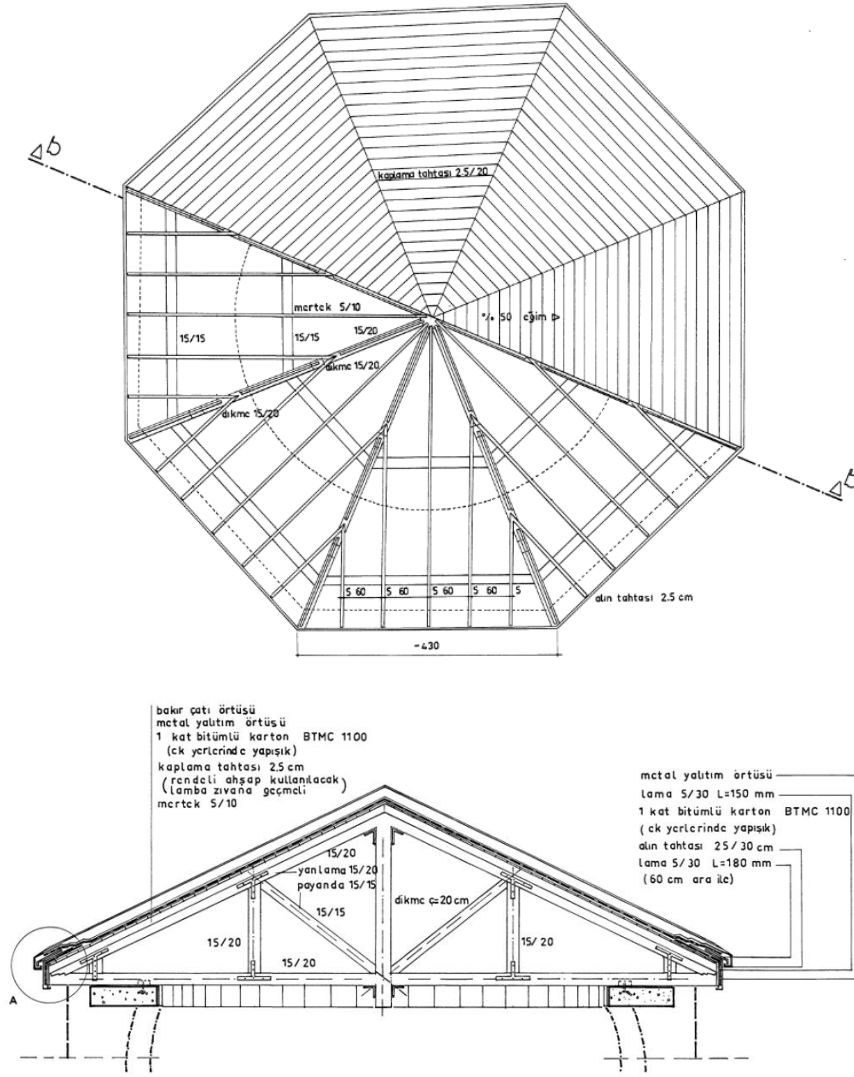 b
kaplama tahtası 2.5/20
mertek 5/10
% 50 eğim
15/15
15/15
15/20
dikme 15/20
dikme 15/20
b
5 60 5 60 5 60 5 60 5
alın tahtası 2.5 cm
~430
bakır çatı örtüsü
metal yalıtım örtüsü
1 kat bitümlü karton BTMC 1100
(ek yerlerinde yapışık)
kaplama tahtası 2,5 cm
(rendeli ahşap kullanılacak)
lamba zıvana geçmeli
mertek 5/10
metal yalıtım örtüsü
lama 5/30 L=150 mm
1 kat bitümlü karton BTMC 1100
(ek yerlerinde yapışık)
alın tahtası 25/30 cm
lama 5/30 L=180 mm
(60 cm ara ile)
15/20
yanlama 15/20
payanda 15/15
dikme ç=20 cm
15/15
15/20
15/20
15/20
A